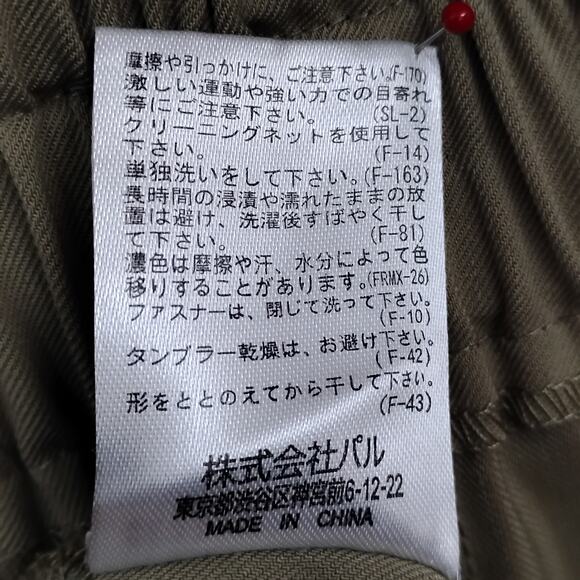 摩擦や引っかけに、ご注意下さい。(F-170)
激しい運動や強い力での目寄れ
等にご注意下さい。 (SL-2)
クリーニングネットを使用して
下さい。 (F-14)
単独洗いをして下さい。(F-163)
長時間の浸漬や濡れたままの放
置は避け、洗濯後すばやく干し
て下さい。 (F-81)
濃色は摩擦や汗、水分によって色
移りすることがあります。(FRMX-26)
ファスナーは、閉じて洗って下さい。
(F-10)
タンブラー乾燥は、お避け下さい。
(F-42)
形をととのえてから干して下さい。
(F-43)
株式会社パル
東京都渋谷区神宮前6-12-22
MADE IN CHINA